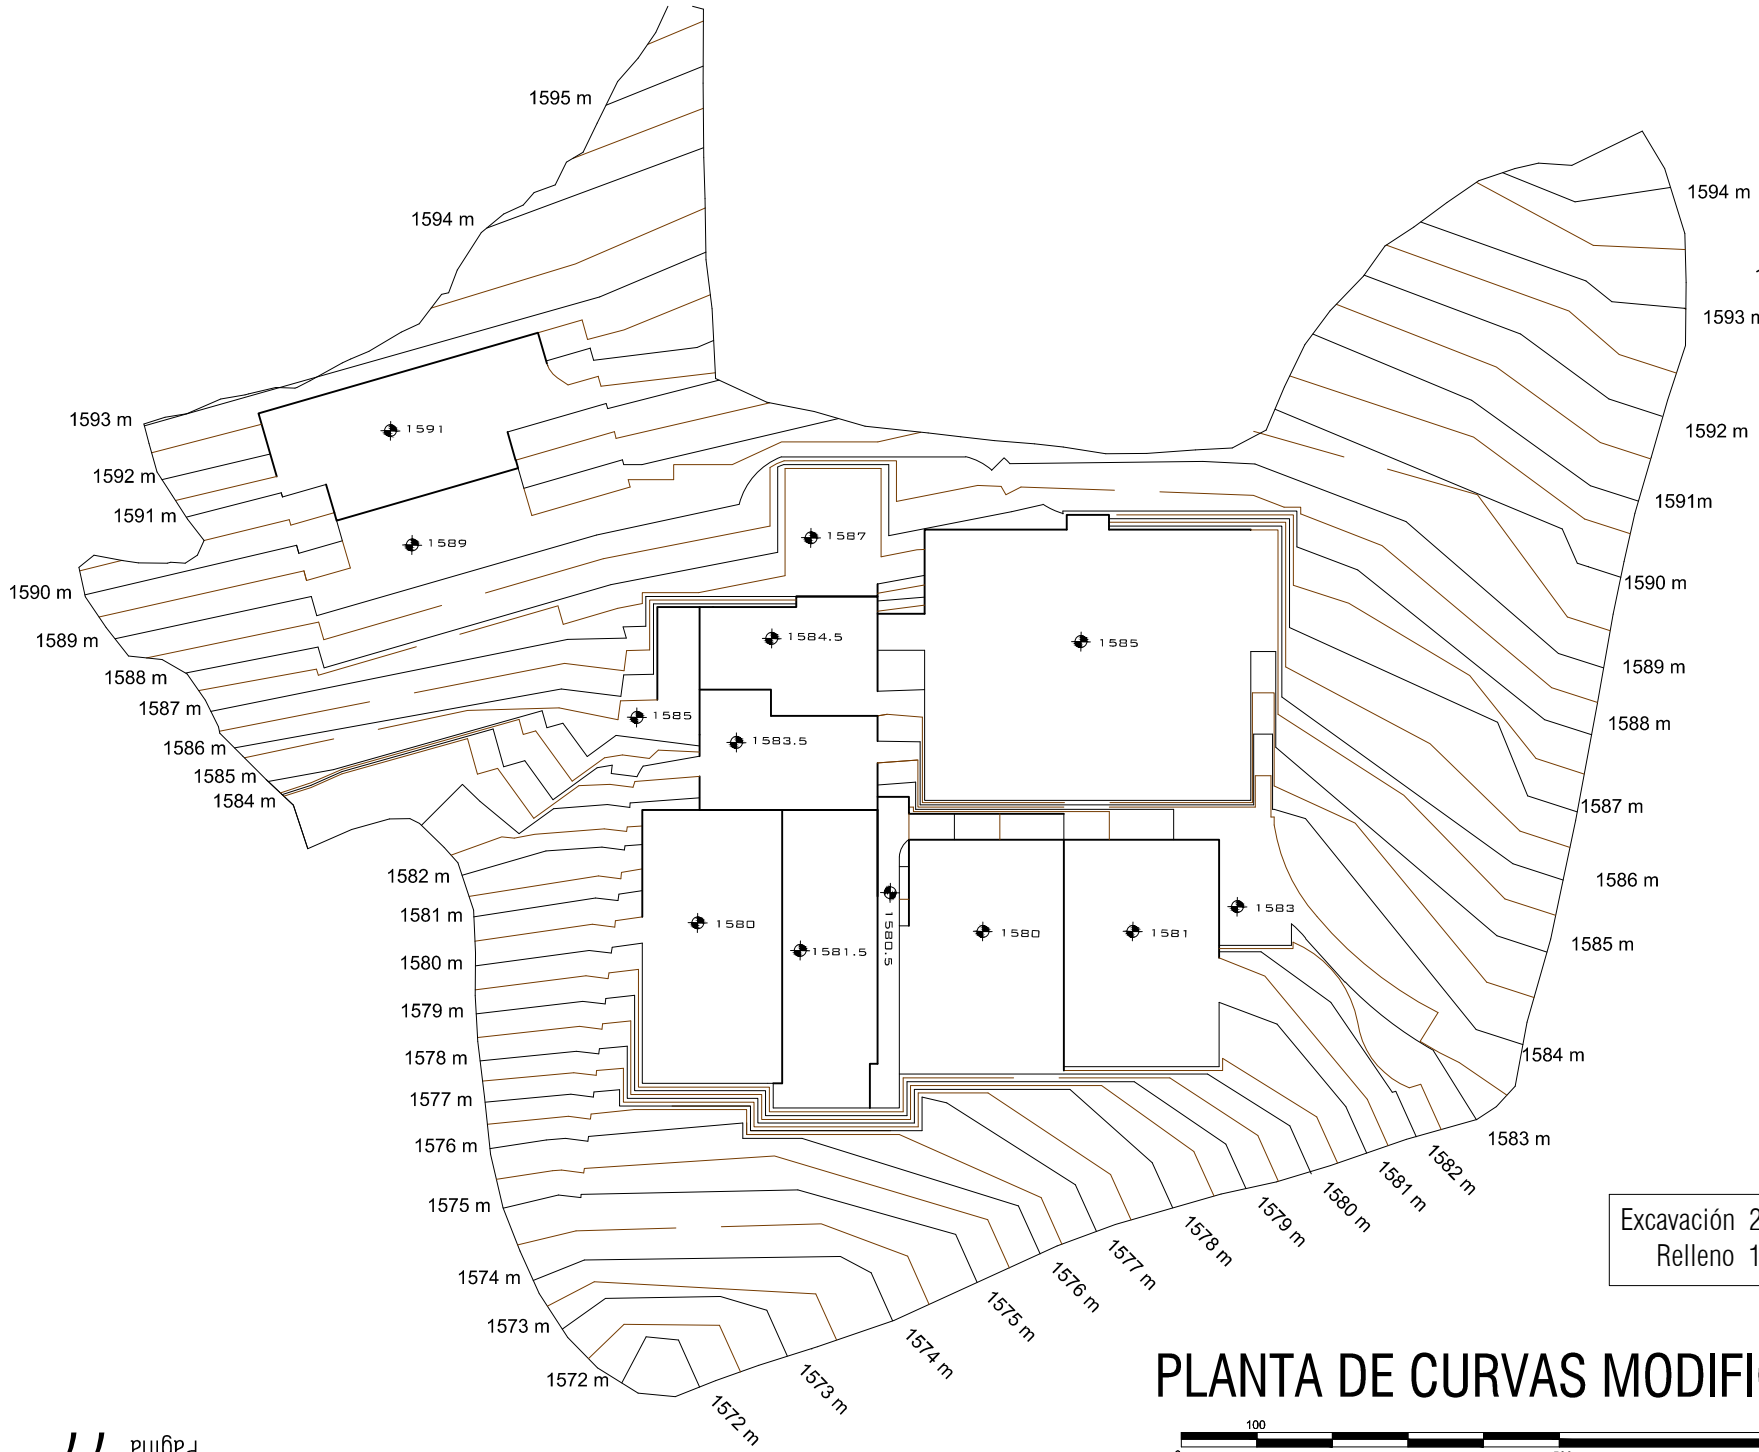 1595 m
1594 m
1593 m
1592 m
1591 m
1590 m
1589 m
1588 m
1587 m
1586 m
1585 m
1584 m
1582 m
1581 m
1580 m
1579 m
1578 m
1577 m
1576 m
1575 m
1574 m
1573 m
1572 m
1572 m
1573 m
1574 m
1575 m
1576 m
1577 m
1578 m
1579 m
1580 m
1581 m
1582 m
1583 m
1584 m
1585 m
1586 m
1587 m
1588 m
1589 m
1590 m
1591m
1592 m
1593 m
1594 m
1591
1589
1587
1584.5
1585
1585
1583.5
1580
1581.5
1580.5
1580
1581
1583
Excavación 2
Relleno 1
PLANTA DE CURVAS MODIFI
100
Página